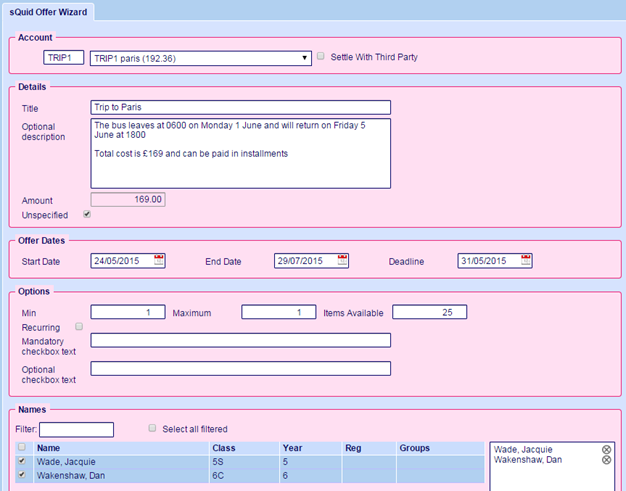 sQuid Offer Wizard
Account
TRIP1 TRIP1 paris (192.36) Settle With Third Party
Details
Title Trip to Paris
Optional description The bus leaves at 0600 on Monday 1 June and will return on Friday 5 June at 1800
Total cost is £169 and can be paid in installments
Amount 169.00
Unspecified
Offer Dates
Start Date 24/05/2015 End Date 29/07/2015 Deadline 31/05/2015
Options
Min 1 Maximum 1 Items Available 25
Recurring
Mandatory checkbox text
Optional checkbox text
Names
Filter: Select all filtered
Name Class Year Reg Groups
Wade, Jacquie 5S 5
Wakenshaw, Dan 6C 6
Wade, Jacquie
Wakenshaw, Dan